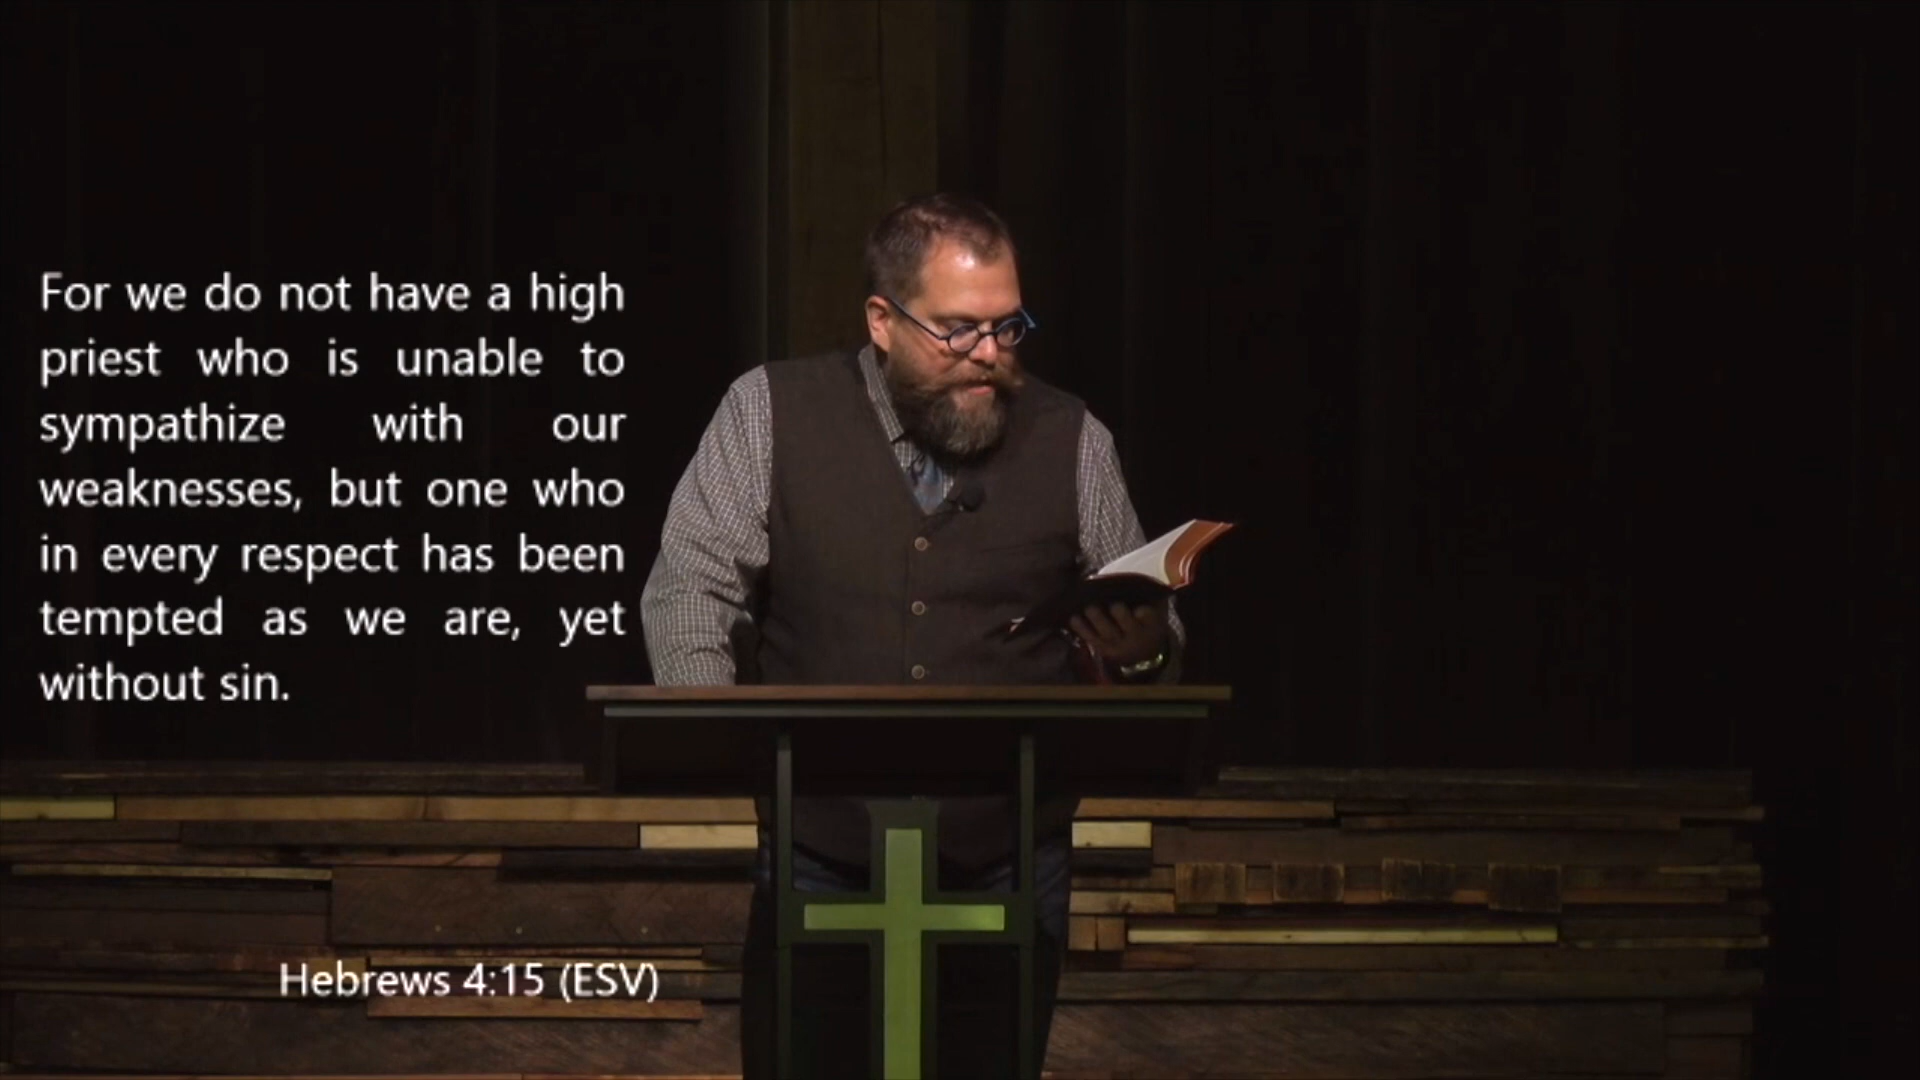 For we do not have a high
priest who is unable to
sympathize with our
weaknesses, but one who
in every respect has been
tempted as we are, yet
without sin.
Hebrews 4:15 (ESV)